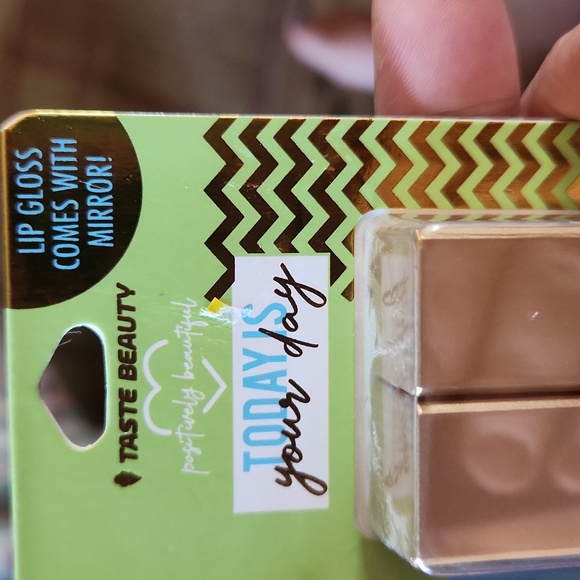 LIP GLOSS
COMES WITH
MIRROR!
TASTE BEAUTY
positively beautiful
TODAY IS
your day